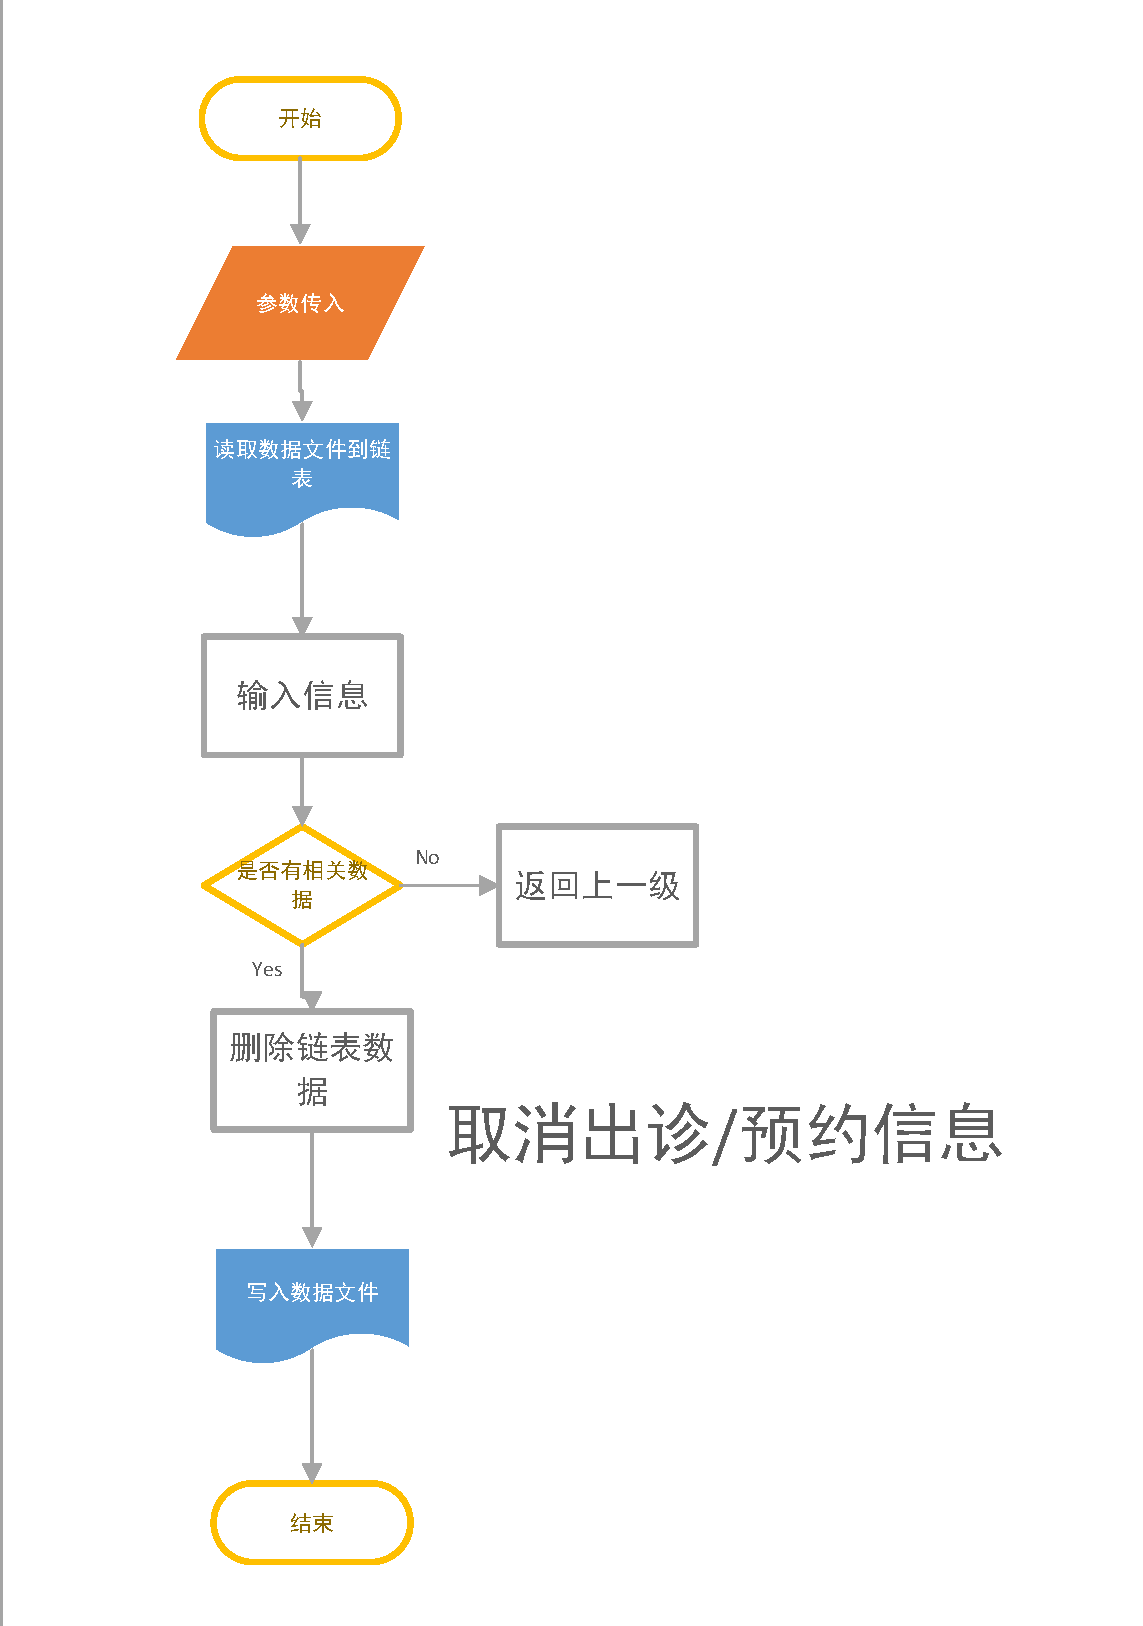 开始
参数传入
读取数据文件到链
表
输入信息
是否有相关数
据
No
返回上一级
Yes
删除链表数
据
取消出诊/预约信息
写入数据文件
结束